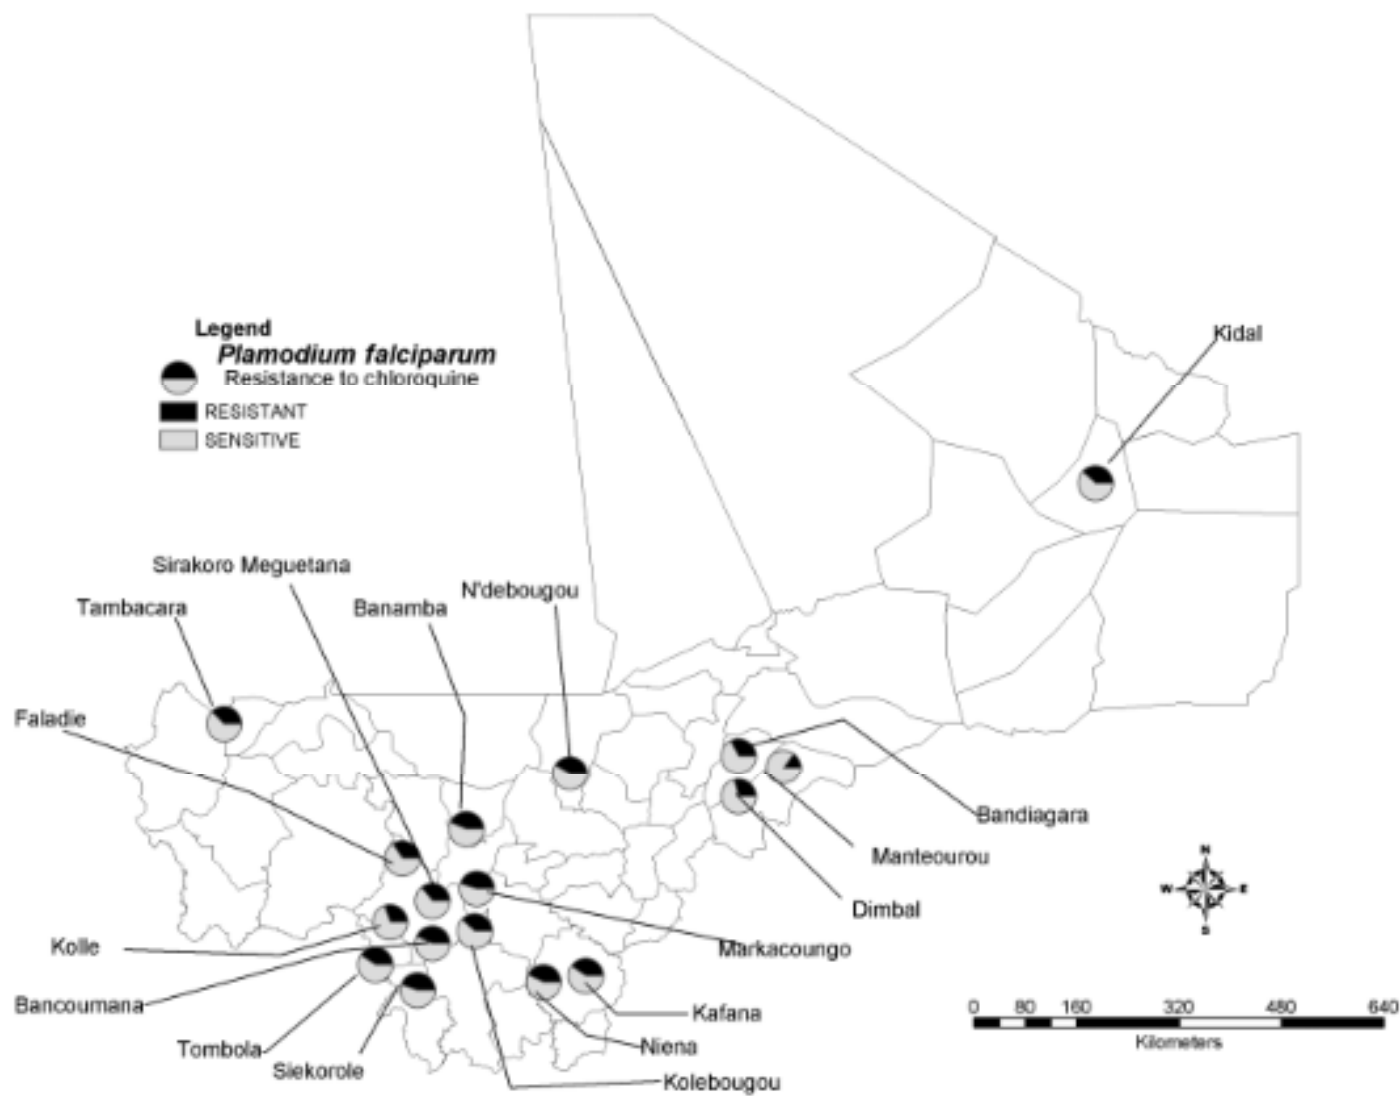 Kidal
Legend
Plamodium falciparum
Resistance to chloroquine
RESISTANT
SENSITIVE
Sirakoro Meguetana
N'debougou
Tambacara
Banamba
Faladie
Bandiagara
Manteourou
N
W E
S
Dimbal
Kolle
Markacoungo
Bancoumana
Kafana
0 80 160 320 480 640
Kilometers
Tombola
Niena
Siekorole
Kolebougou